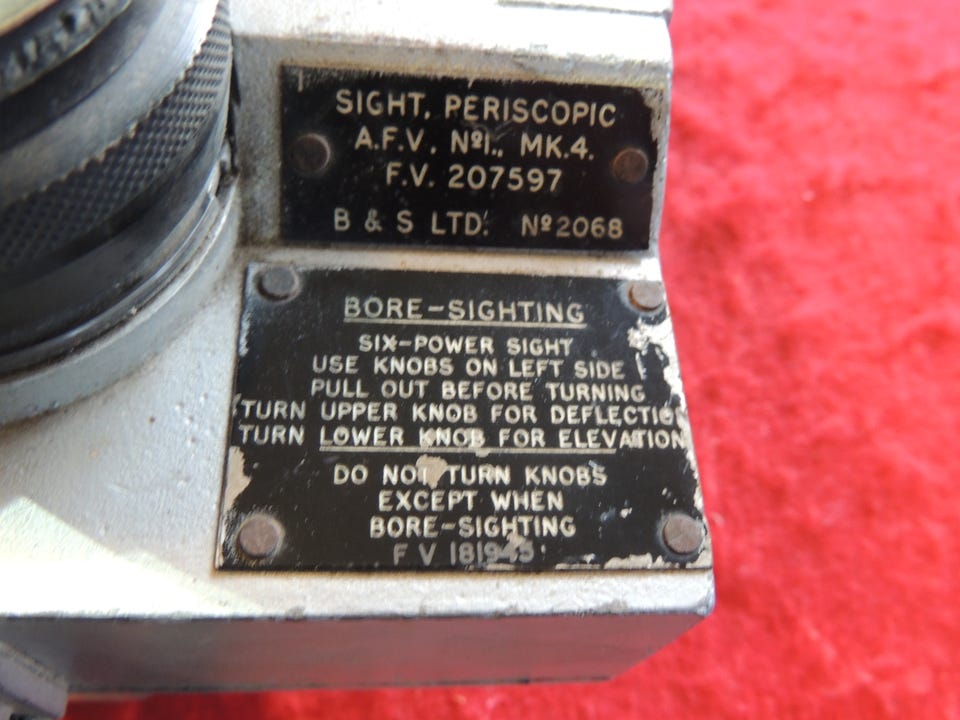 SIGHT, PERISCOPIC
A.F.V. Nº1., MK.4.
F.V. 207597
B & S LTD. Nº2068
BORE-SIGHTING
SIX-POWER SIGHT
USE KNOBS ON LEFT SIDE
PULL OUT BEFORE TURNING
TURN UPPER KNOB FOR DEFLECTION
TURN LOWER KNOB FOR ELEVATION
DO NOT TURN KNOBS
EXCEPT WHEN
BORE-SIGHTING
F V